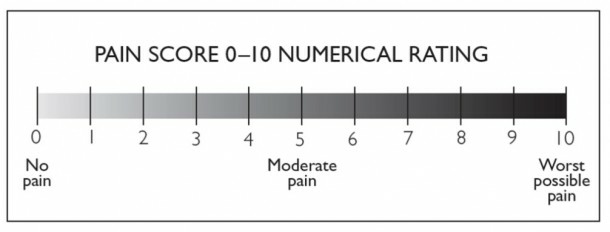 PAIN SCORE 0–10 NUMERICAL RATING
0 1 2 3 4 5 6 7 8 9 10
No Moderate Worst
pain pain possible
pain